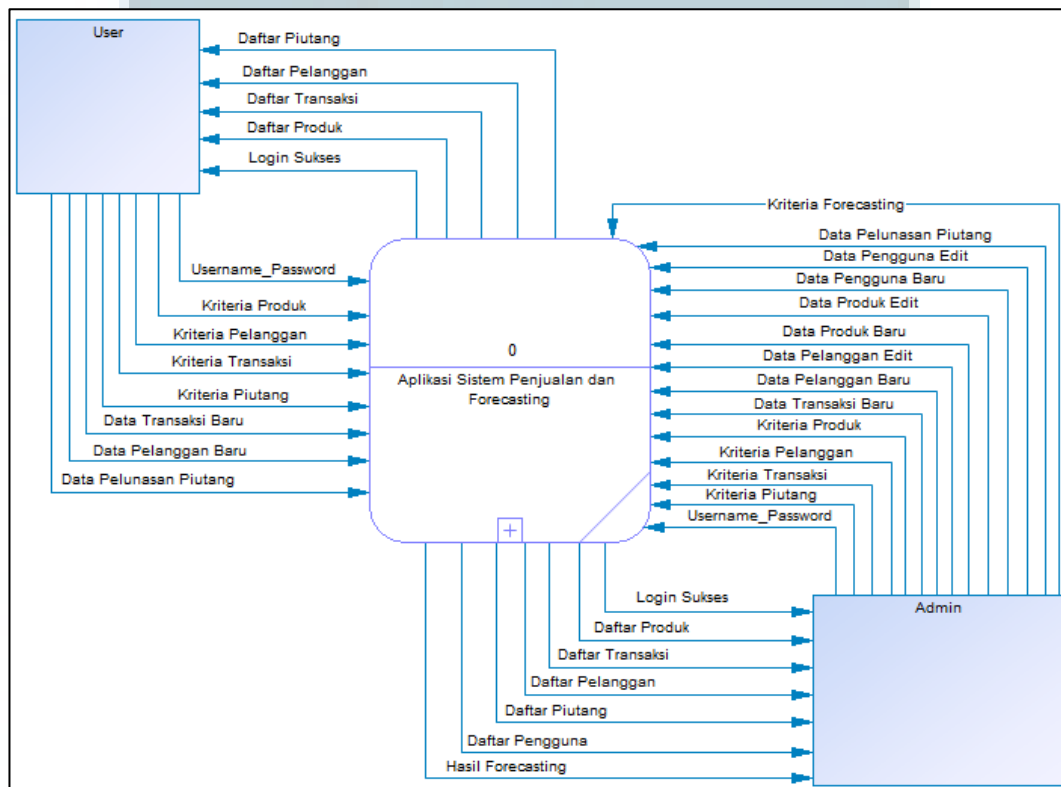 User
Daftar Piutang
Daftar Pelanggan
Daftar Transaksi
Daftar Produk
Login Sukses
Username_Password
Kriteria Produk
Kriteria Pelanggan
Kriteria Transaksi
Kriteria Piutang
Data Transaksi Baru
Data Pelanggan Baru
Data Pelunasan Piutang
0
Aplikasi Sistem Penjualan dan
Forecasting
+
Kriteria Forecasting
Data Pelunasan Piutang
Data Pengguna Edit
Data Pengguna Baru
Data Produk Edit
Data Produk Baru
Data Pelanggan Edit
Data Pelanggan Baru
Data Transaksi Baru
Kriteria Produk
Kriteria Pelanggan
Kriteria Transaksi
Kriteria Piutang
Username_Password
Login Sukses
Daftar Produk
Daftar Transaksi
Daftar Pelanggan
Daftar Piutang
Daftar Pengguna
Hasil Forecasting
Admin